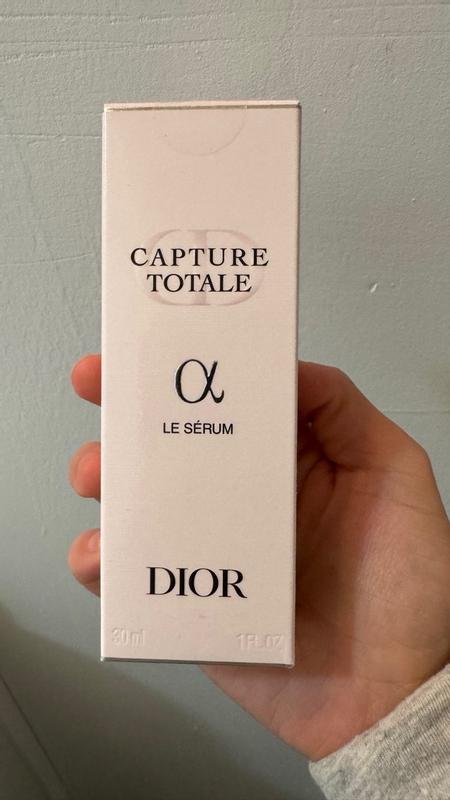 CAPTURE
TOTALE
α
LE SÉRUM
DIOR
30 ml 1 FL.OZ